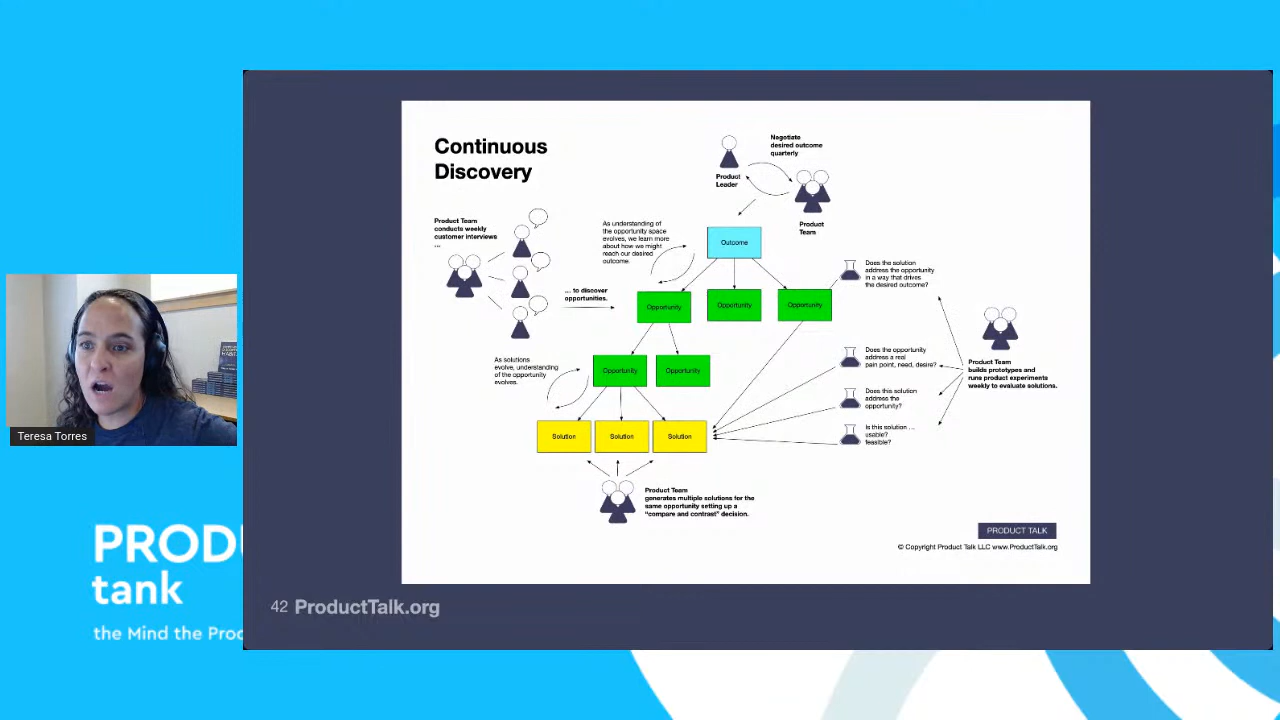 Continuous
Discovery
Negotiate
desired outcome
quarterly
Product
Leader
Product
Team
Product Team
conducts weekly
customer interviews
...
As understanding of
the opportunity space
evolves, we learn more
about how we might
reach our desired
outcome.
Outcome
... to discover
opportunities.
Opportunity
Opportunity
Opportunity
Does the solution
address the opportunity
in a way that drives
the desired outcome?
As solutions
evolve, understanding
of the opportunity
evolves.
Opportunity
Opportunity
Does the opportunity
address a real
pain point, need, desire?
Product Team
builds prototypes and
runs product experiments
weekly to evaluate solutions.
Does this solution
address the
opportunity?
Solution
Solution
Solution
Is this solution ...
usable?
feasible?
Product Team
generates multiple solutions for the
same opportunity setting up a
“compare and contrast” decision.
PRODUCT TALK
© Copyright Product Talk LLC www.ProductTalk.org
42 ProductTalk.org
Teresa Torres
PRODU
tank
the Mind the Proc